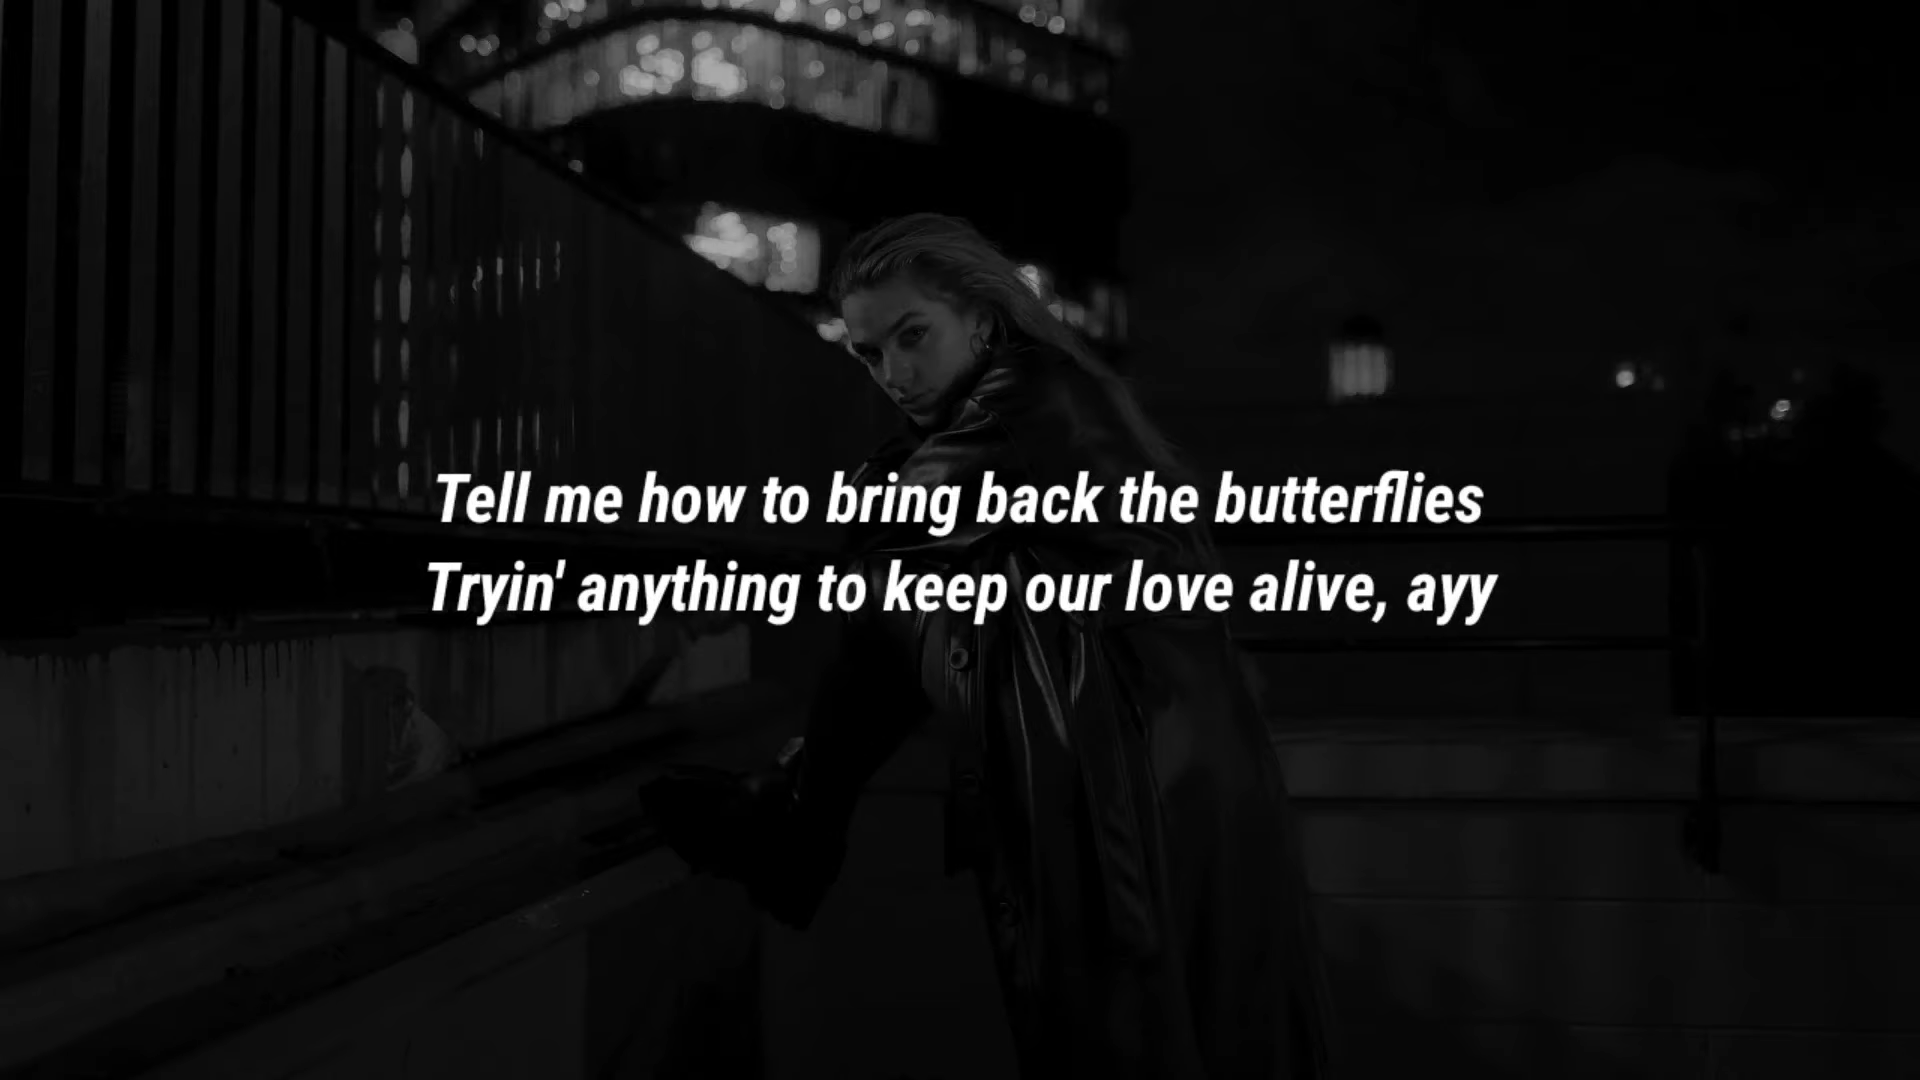 Tell me how to bring back the butterflies
Tryin' anything to keep our love alive, ayy